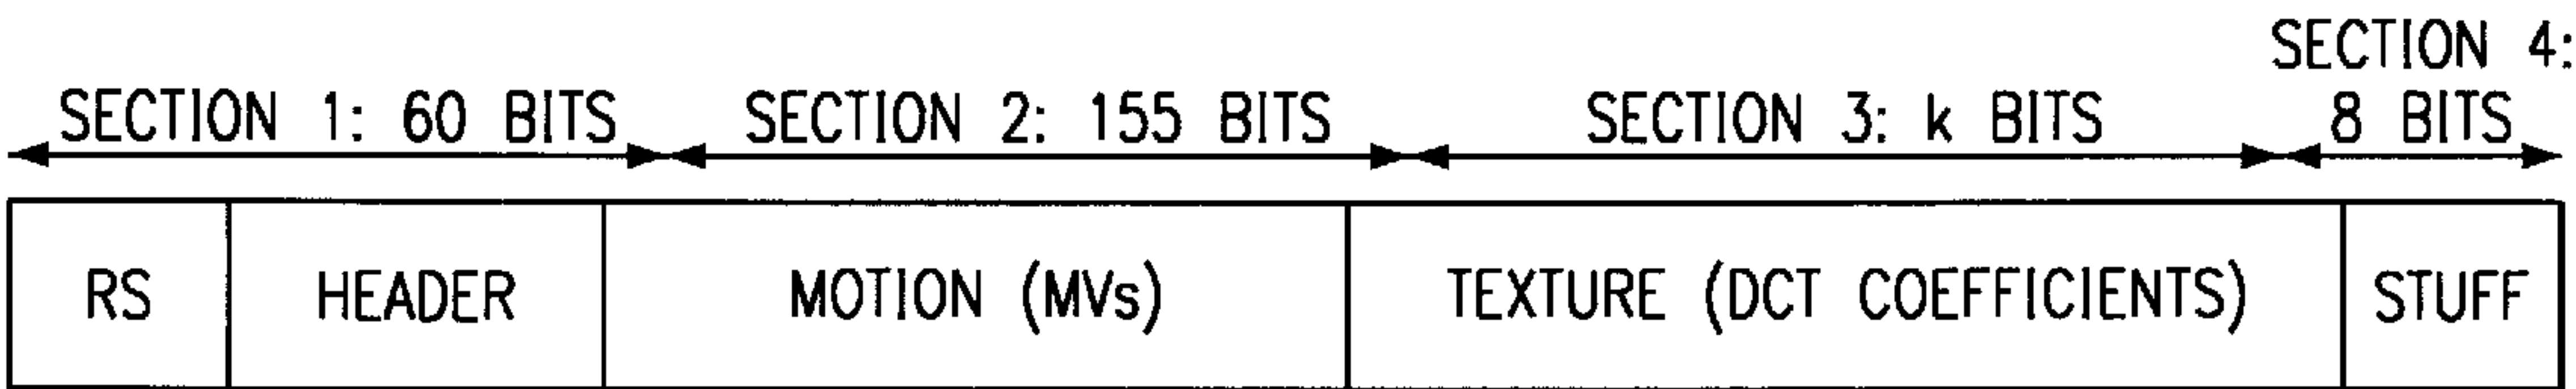 SECTION 4:
SECTION 1: 60 BITS SECTION 2: 155 BITS SECTION 3: k BITS 8 BITS
RS HEADER MOTION (MVs) TEXTURE (DCT COEFFICIENTS) STUFF